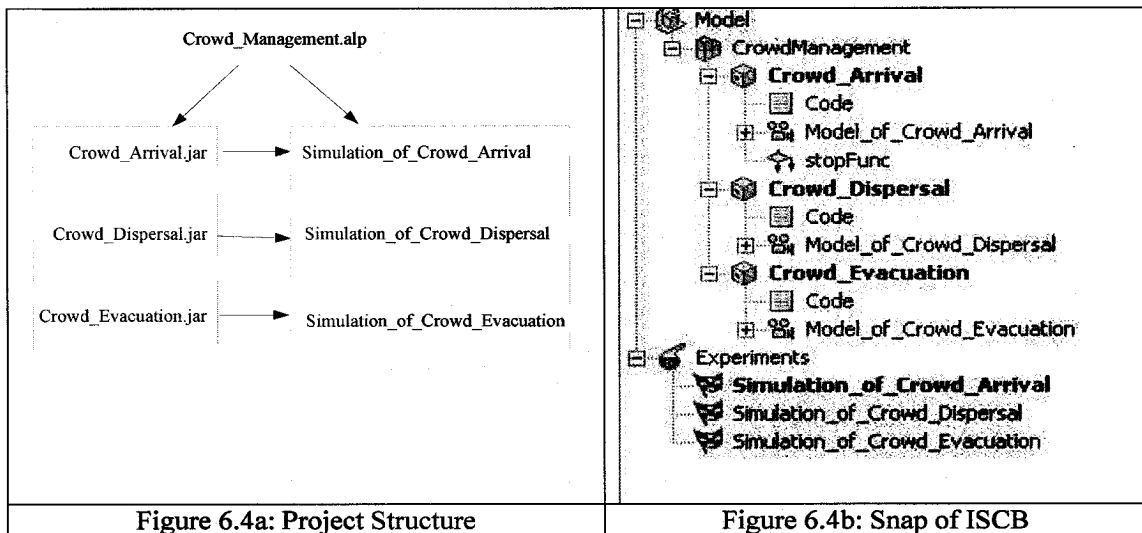 Crowd_Management.alp
Crowd_Arrival.jar
Simulation_of_Crowd_Arrival
Crowd_Dispersal.jar
Simulation_of_Crowd_Dispersal
Crowd_Evacuation.jar
Simulation_of_Crowd_Evacuation
Figure 6.4a: Project Structure
Model
CrowdManagement
Crowd_Arrival
Code
Model_of_Crowd_Arrival
stopFunc
Crowd_Dispersal
Code
Model_of_Crowd_Dispersal
Crowd_Evacuation
Code
Model_of_Crowd_Evacuation
Experiments
Simulation_of_Crowd_Arrival
Simulation_of_Crowd_Dispersal
Simulation_of_Crowd_Evacuation
Figure 6.4b: Snap of ISCB